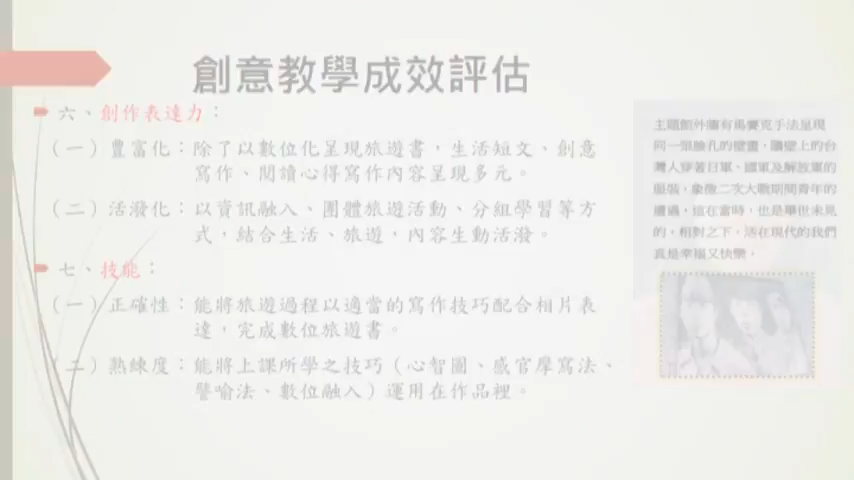 創意教學成效評估
六、創作表達力：
（一）豐富化：除了以數位化呈現旅遊書，生活短文、創意
寫作、閱讀心得寫作內容呈現多元。
（二）活潑化：以資訊融入、團體旅遊活動、分組學習等方
式，結合生活、旅遊，內容生動活潑。
七、技能：
（一）正確性：能將旅遊過程以適當的寫作技巧配合相片表
達，完成數位旅遊書。
（二）熟練度：能將上課所學之技巧（心智圖、感官摩寫法、
譬喻法、數位融入）運用在作品裡。
主題館外牆有馬賽克手法呈現
同一張臉孔的壁畫，牆壁上的台
灣人穿著日軍、國軍及解放軍的
服裝，象徵二次大戰期間青年的
遭遇，這在當時，也是舉世未見
的，相對之下，活在現代的我們
真是幸福又快樂。